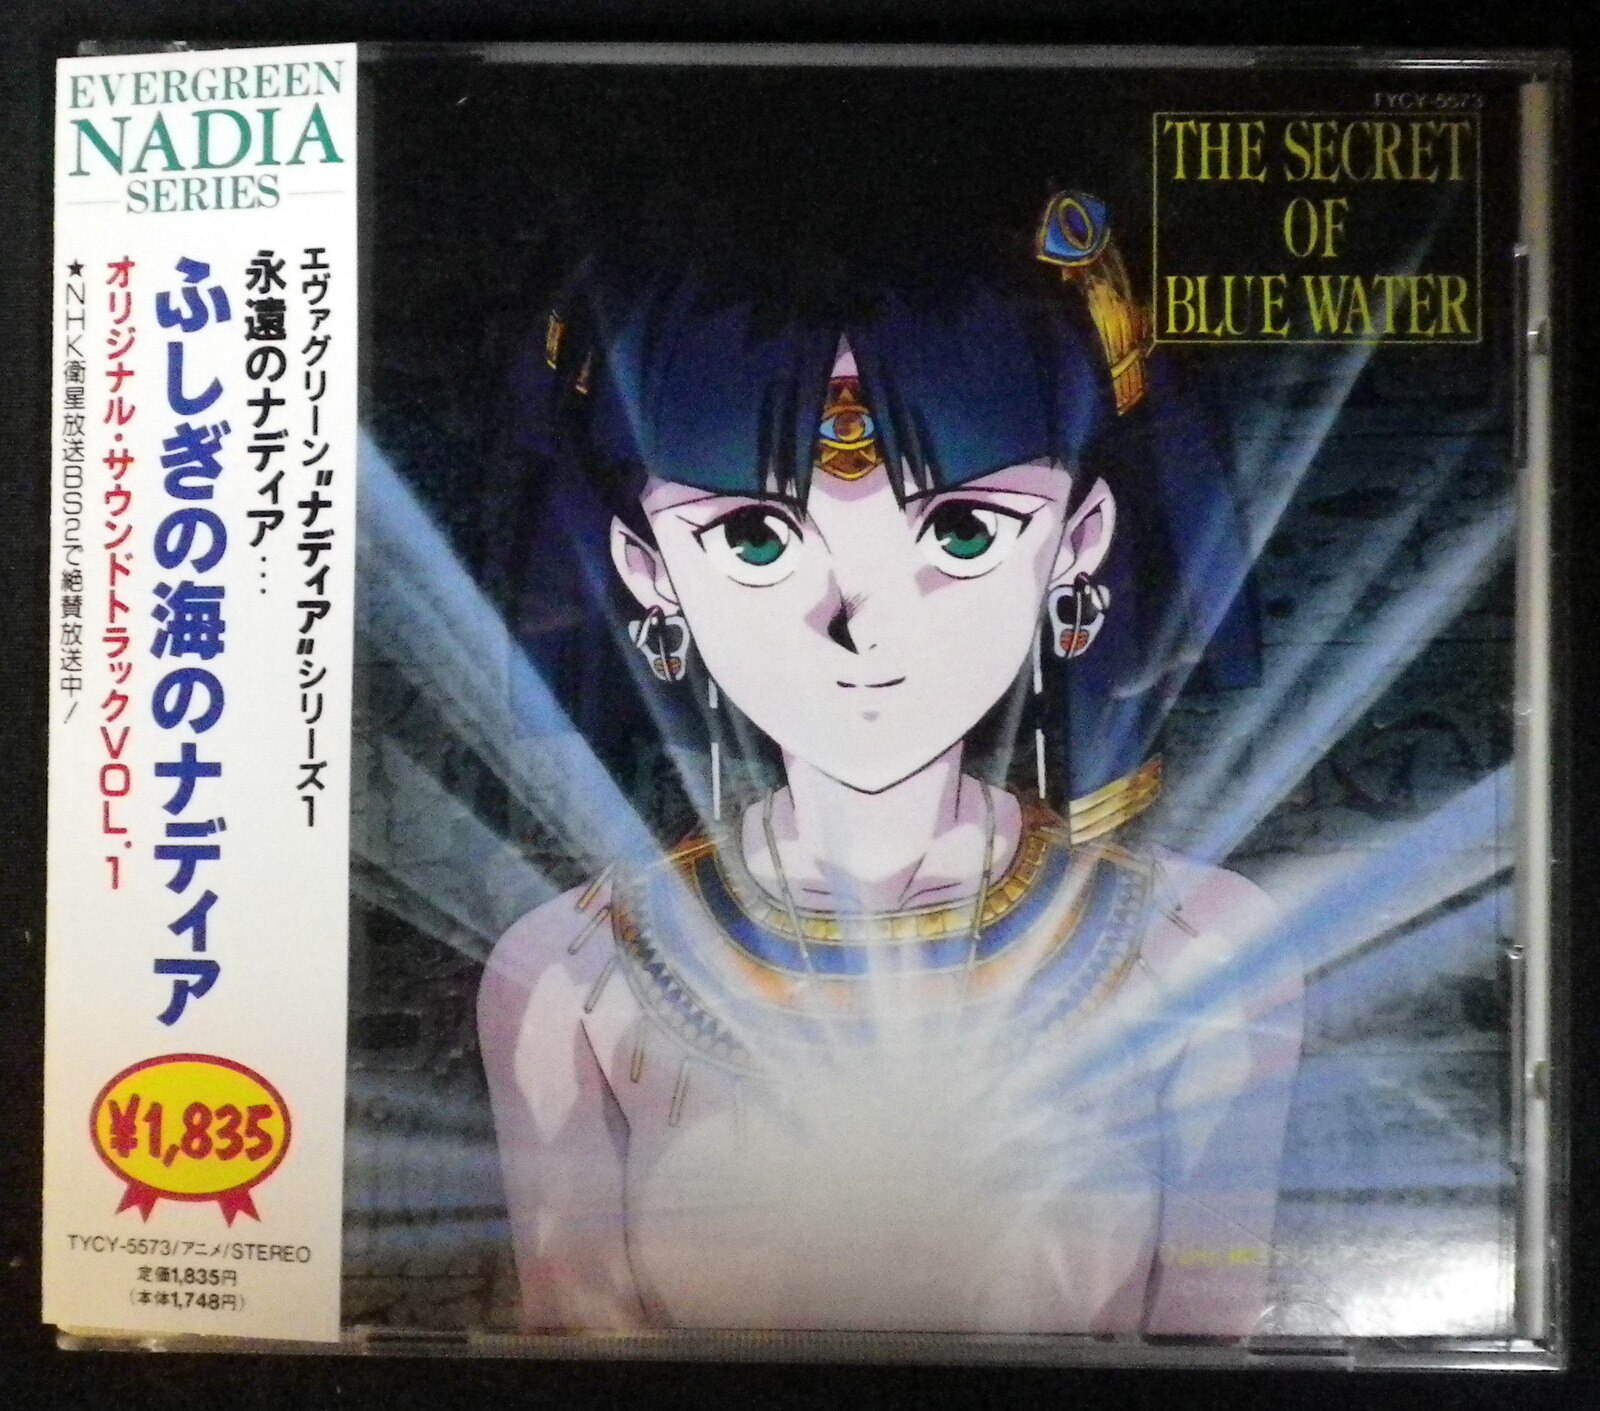 EVERGREEN
NADIA
SERIES
エヴァグリーン"ナディア"シリーズ1
永遠のナディア...
ふしぎの海のナディア
オリジナル・サウンドトラックVOL.1
★NHK衛星放送BS2で絶賛放送中!
¥1,835
TYCY-5573/アニメ/STEREO
定価1,835円
(本体1,748円)
TYCY-5573
THE SECRET
OF
BLUE WATER